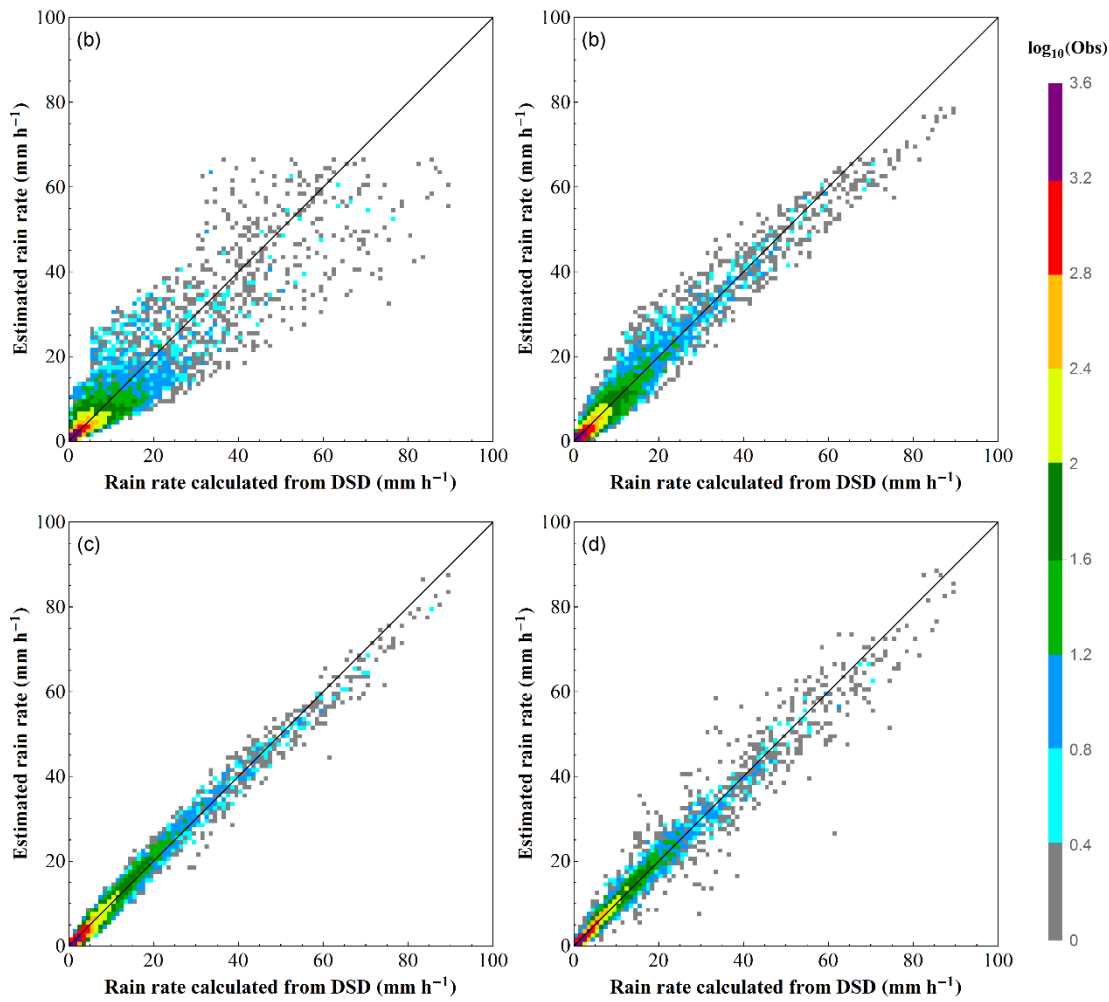 (b)
Estimated rain rate (mm h⁻¹)
100
80
60
40
20
0
0 20 40 60 80 100
Rain rate calculated from DSD (mm h⁻¹)
(b)
Estimated rain rate (mm h⁻¹)
100
80
60
40
20
0
0 20 40 60 80 100
Rain rate calculated from DSD (mm h⁻¹)
(c)
Estimated rain rate (mm h⁻¹)
100
80
60
40
20
0
0 20 40 60 80 100
Rain rate calculated from DSD (mm h⁻¹)
(d)
Estimated rain rate (mm h⁻¹)
100
80
60
40
20
0
0 20 40 60 80 100
Rain rate calculated from DSD (mm h⁻¹)
log₁₀(Obs)
3.6
3.2
2.8
2.4
2
1.6
1.2
0.8
0.4
0